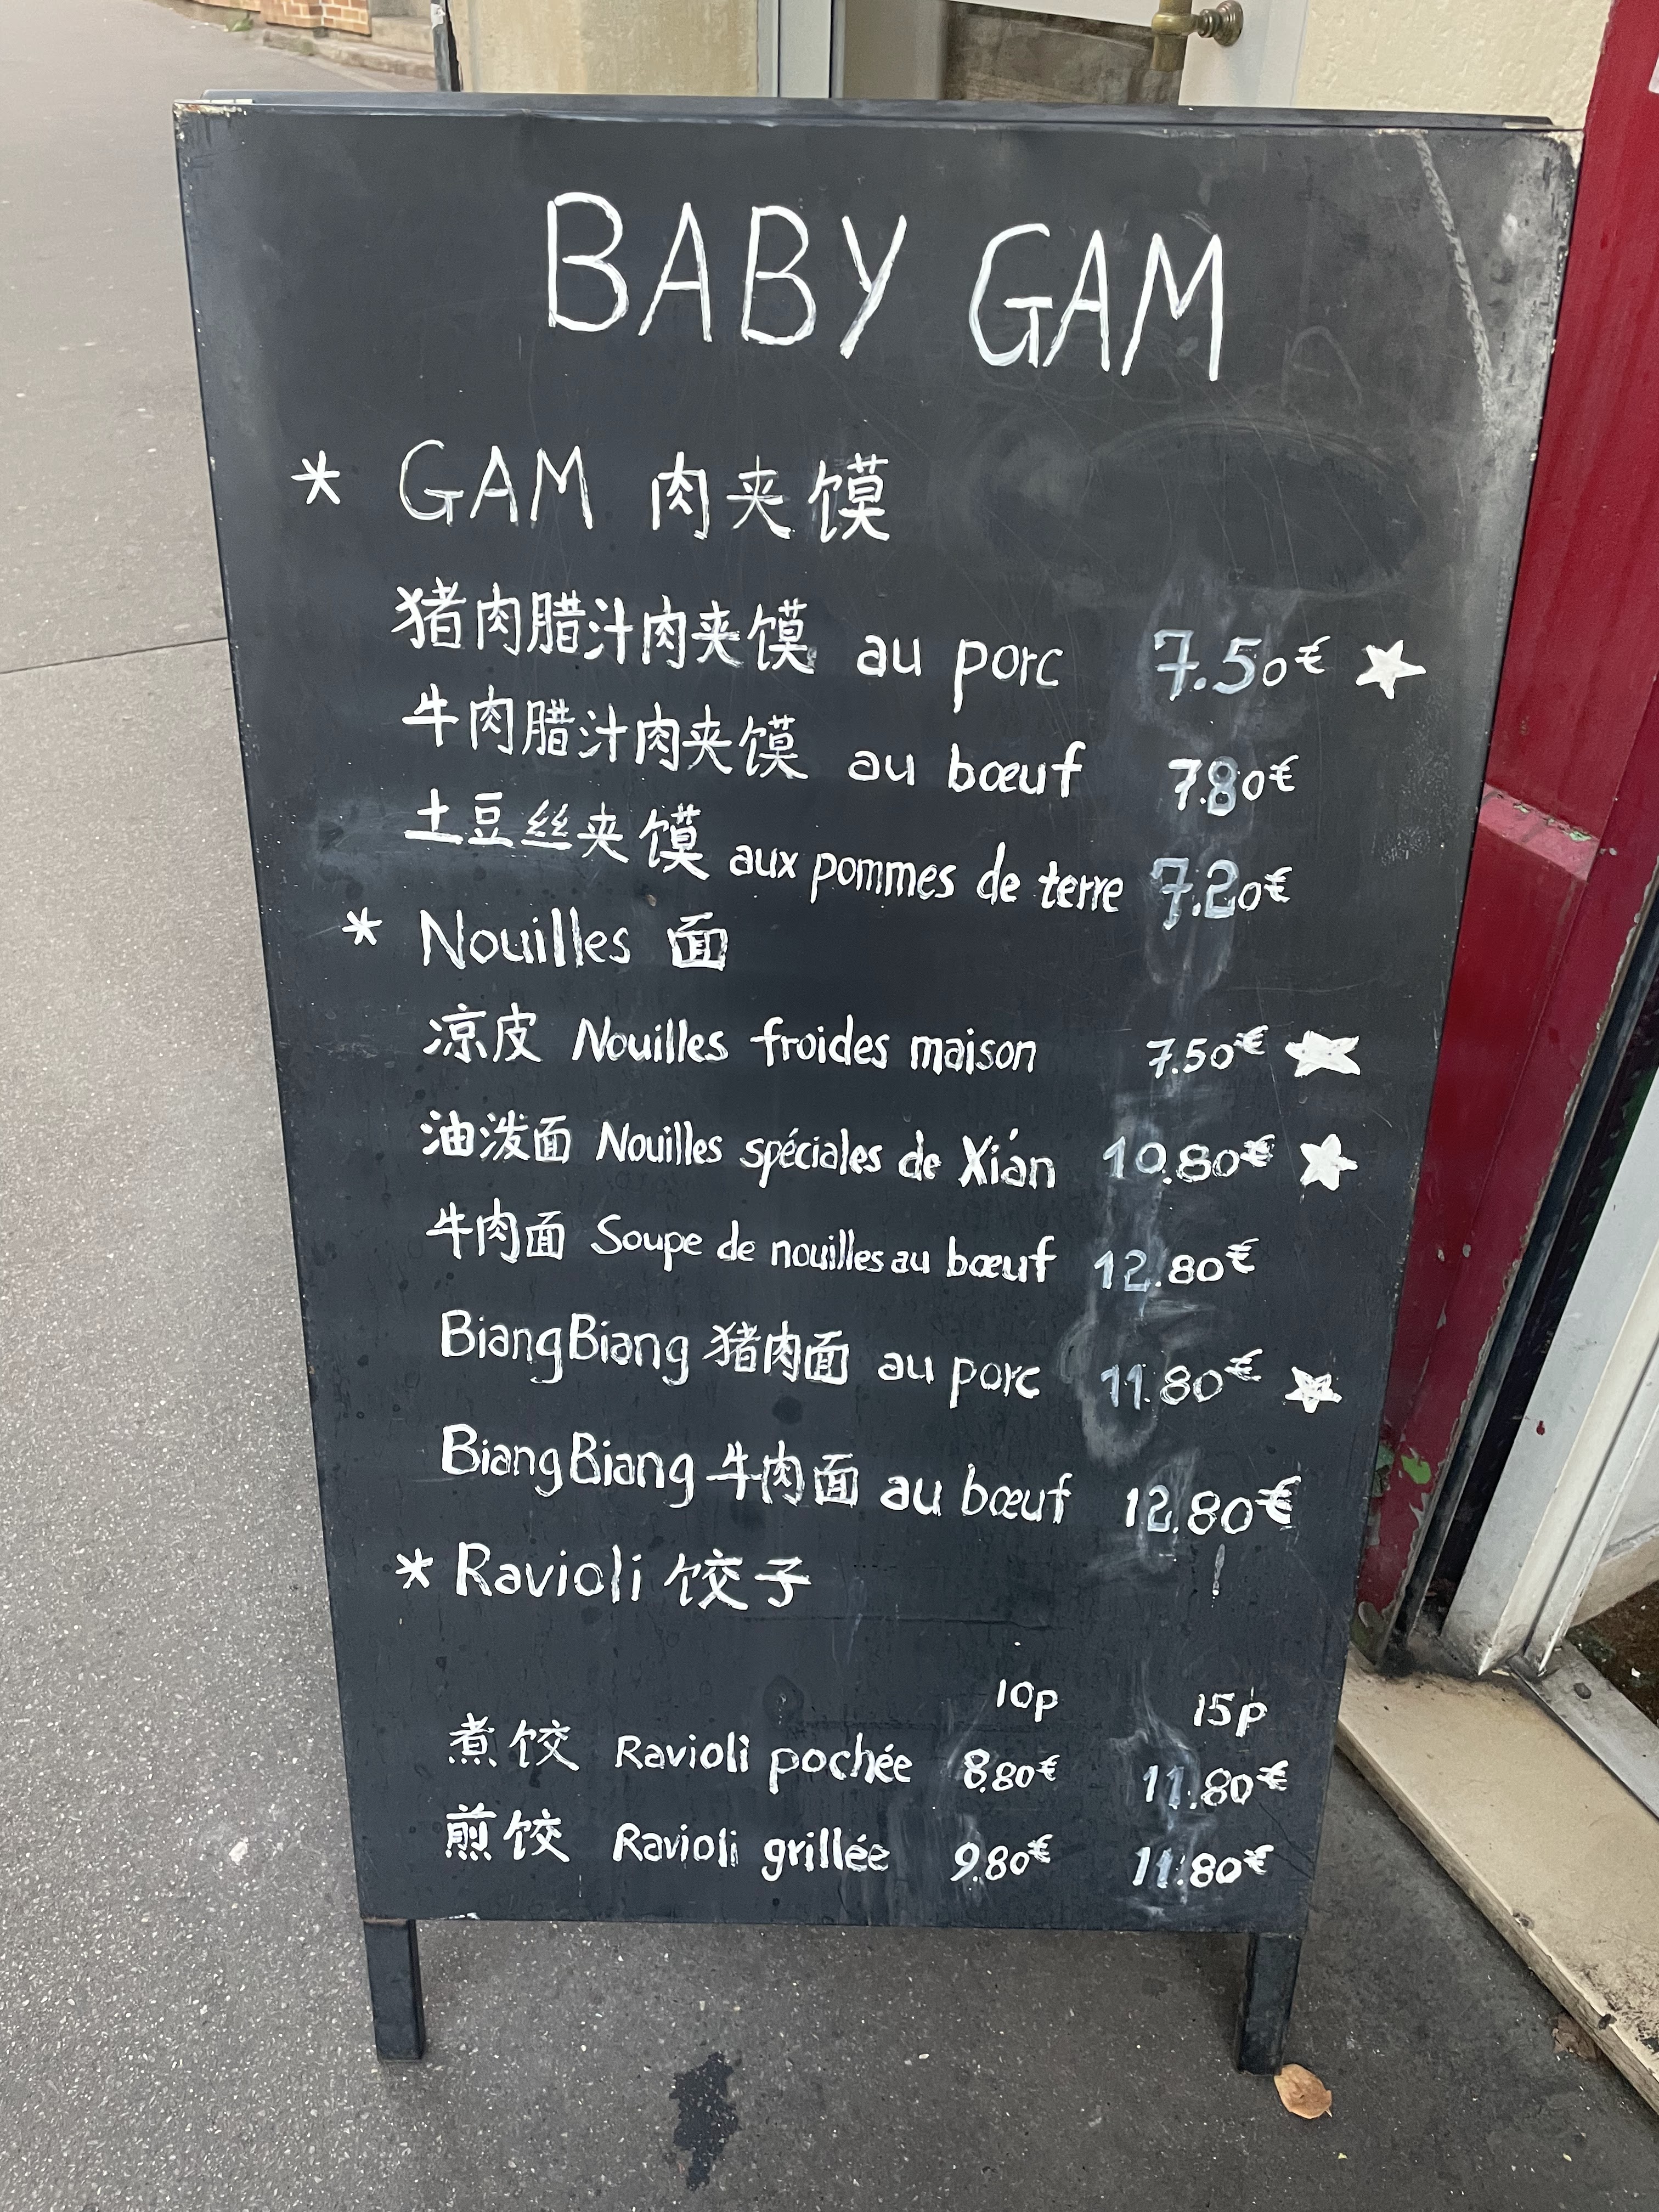 BABY GAM
* GAM 肉夹馍
猪肉腊汁肉夹馍 au porc 7.50€ ★
牛肉腊汁肉夹馍 au bœuf 7.80€
土豆丝夹馍 aux pommes de terre 7.20€
* Nouilles 面
凉皮 Nouilles froides maison 7.50€ ★
油泼面 Nouilles spéciales de Xi'an 10.80€ ★
牛肉面 Soupe de nouilles au bœuf 12.80€
BiangBiang 猪肉面 au porc 11.80€ ★
BiangBiang 牛肉面 au bœuf 12.80€
* Ravioli 饺子
10p 15p
煮饺 Ravioli pochée 8.80€ 11.80€
煎饺 Ravioli grillée 9.80€ 11.80€